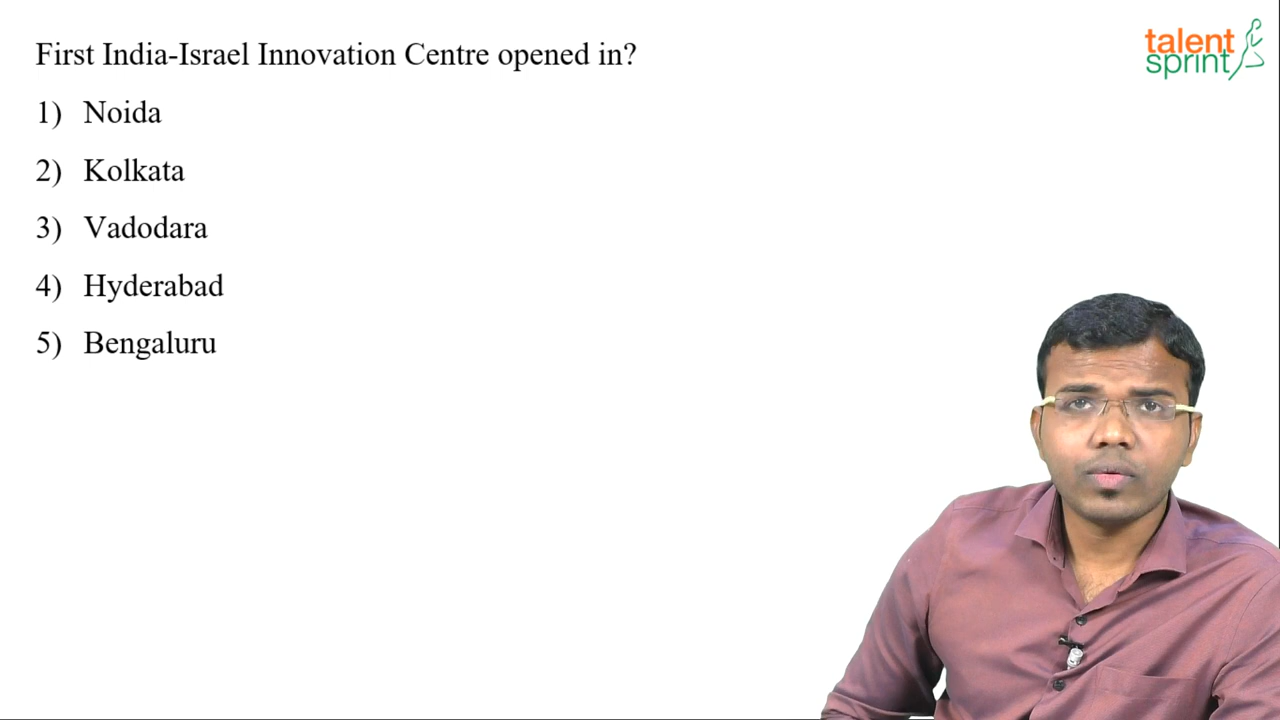 First India-Israel Innovation Centre opened in?
1) Noida
2) Kolkata
3) Vadodara
4) Hyderabad
5) Bengaluru
talent
sprint